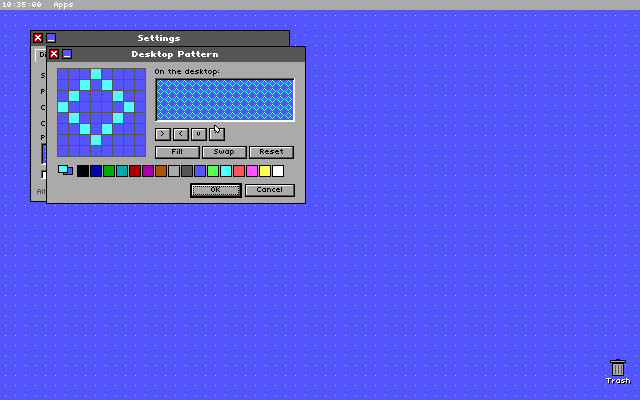 10:35:00 Apps
Settings
Desktop Pattern
On the desktop:
> < v
Fill Swap Reset
OK Cancel
Trash